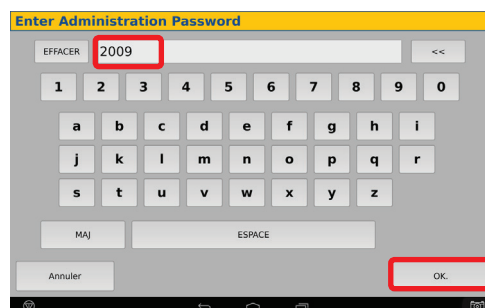 Enter Administration Password
EFFACER 2009 <<
1 2 3 4 5 6 7 8 9 0
a b c d e f g h i
j k l m n o p q r
s t u v w x y z
MAJ ESPACE
Annuler OK.